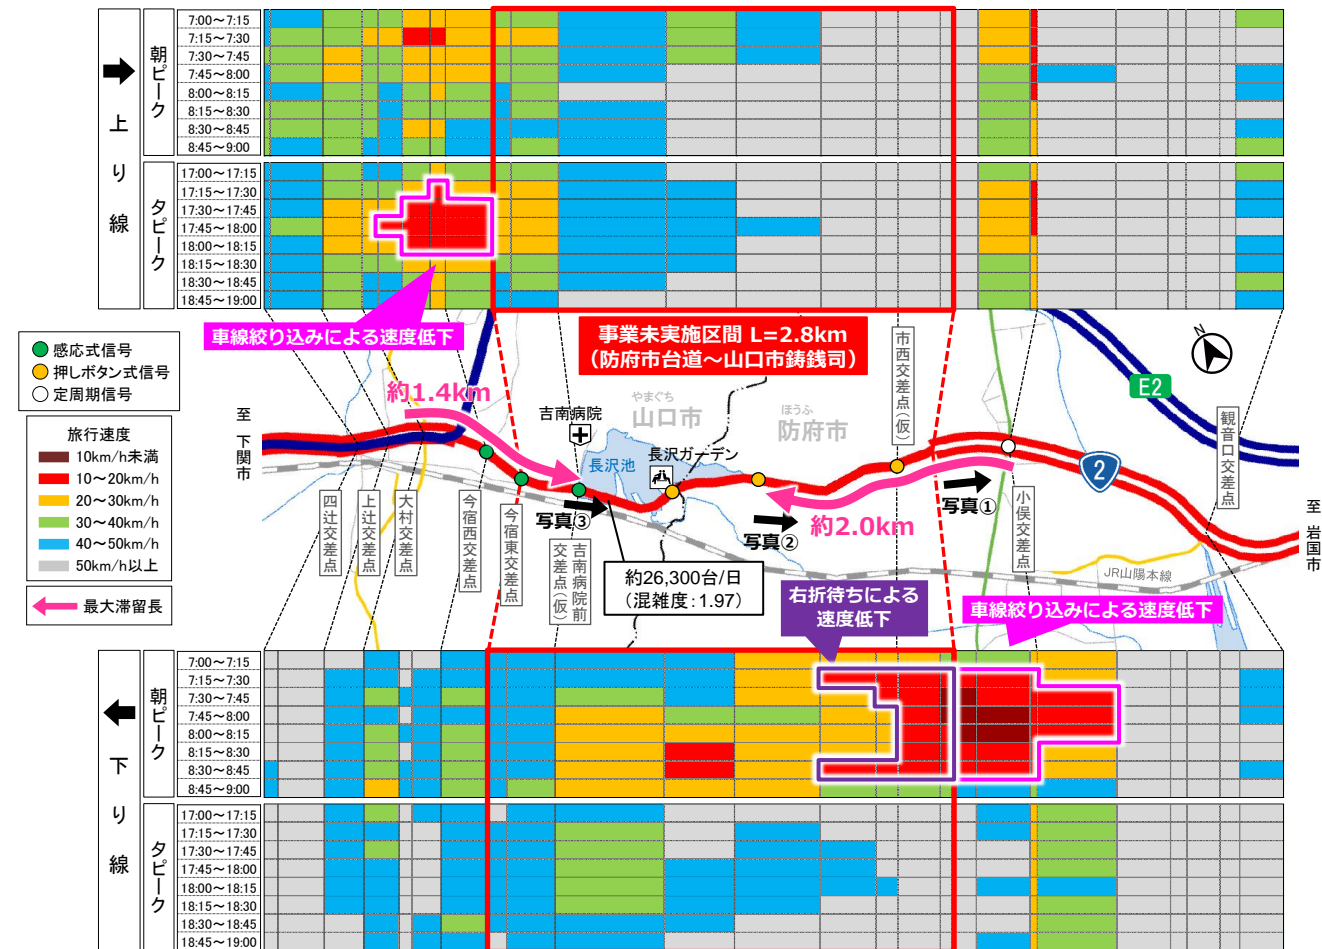 上り線
朝ピーク
7:00～7:15
7:15～7:30
7:30～7:45
7:45～8:00
8:00～8:15
8:15～8:30
8:30～8:45
8:45～9:00
夕ピーク
17:00～17:15
17:15～17:30
17:30～17:45
17:45～18:00
18:00～18:15
18:15～18:30
18:30～18:45
18:45～19:00
車線絞り込みによる速度低下
事業未実施区間 L=2.8km
（防府市台道～山口市鋳銭司）
感応式信号
押しボタン式信号
定周期信号
旅行速度
10km/h未満
10～20km/h
20～30km/h
30～40km/h
40～50km/h
50km/h以上
最大滞留長
至 下関市
約1.4km
吉南病院
やまぐち
山口市
ほうふ
防府市
市西交差点(仮)
N
E2
観音口交差点
長沢池
長沢ガーデン
2
四辻交差点
上辻交差点
大村交差点
今宿西交差点
今宿東交差点
吉南病院前
交差点(仮)
写真③
写真②
約2.0km
写真①
小俣交差点
至 岩国市
JR山陽本線
約26,300台/日
（混雑度：1.97）
右折待ちによる
速度低下
車線絞り込みによる速度低下
下り線
朝ピーク
7:00～7:15
7:15～7:30
7:30～7:45
7:45～8:00
8:00～8:15
8:15～8:30
8:30～8:45
8:45～9:00
夕ピーク
17:00～17:15
17:15～17:30
17:30～17:45
17:45～18:00
18:00～18:15
18:15～18:30
18:30～18:45
18:45～19:00